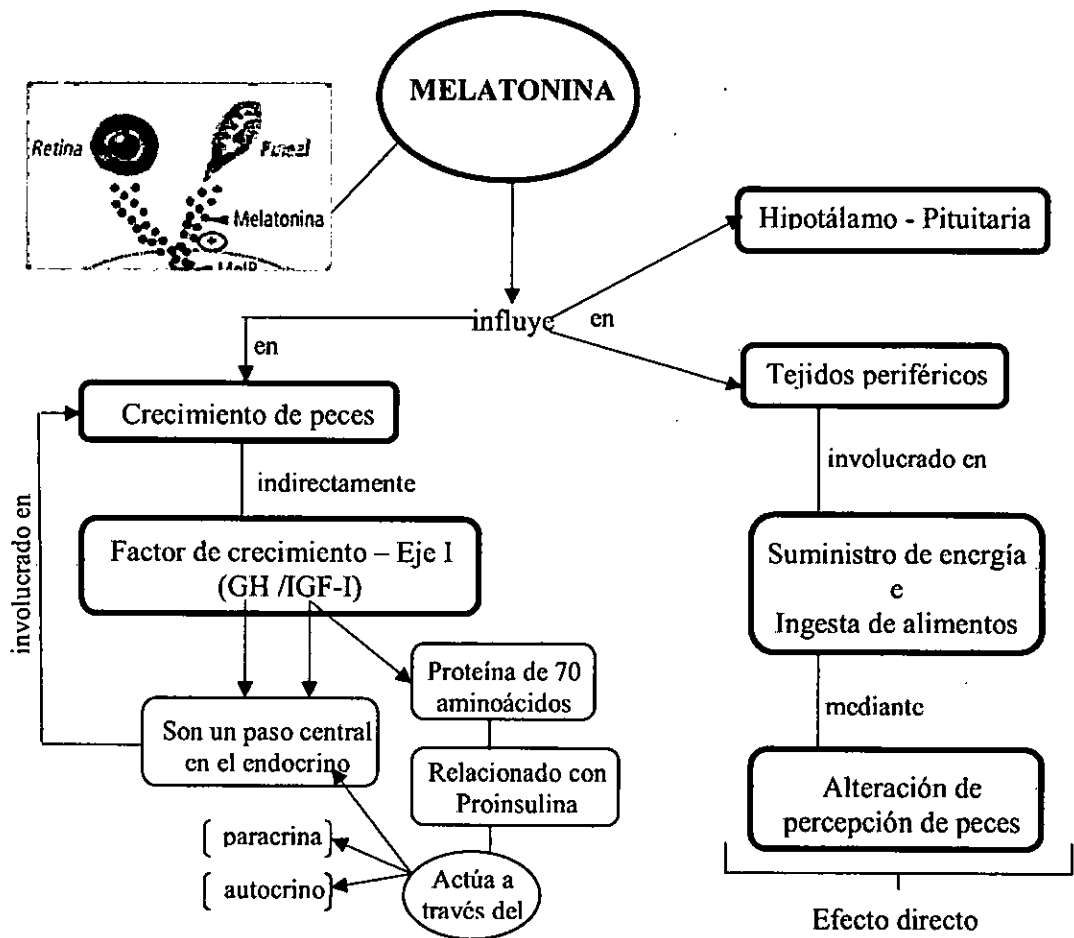 MELATONINA
Retina
Pineal
Melatonina
MelR
Hipotálamo - Pituitaria
influye
en
en
Tejidos periféricos
Crecimiento de peces
involucrado en
indirectamente
involucrado en
Factor de crecimiento – Eje I
(GH /IGF-I)
Suministro de energía
e
Ingesta de alimentos
Proteína de 70
aminoácidos
mediante
Son un paso central
en el endocrino
Relacionado con
Proinsulina
Alteración de
percepción de peces
paracrina
autocrino
Actúa a
través del
Efecto directo